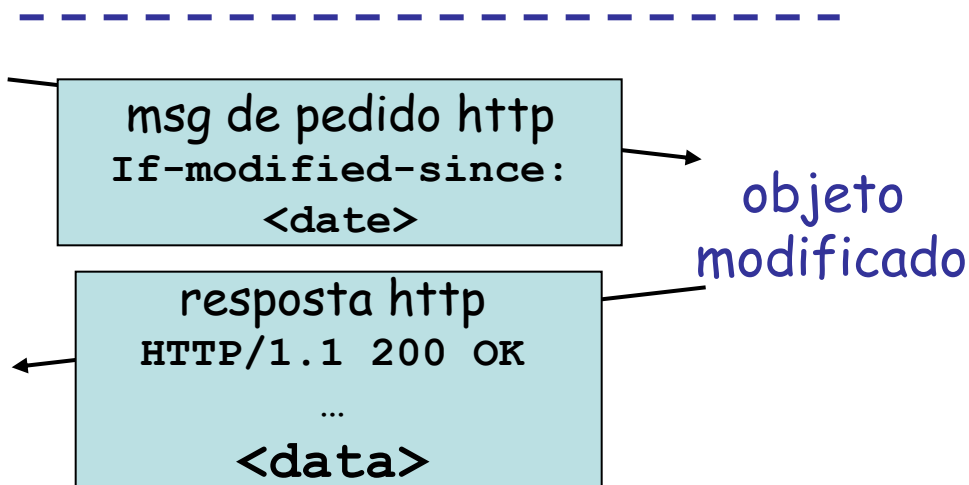 msg de pedido http
If-modified-since:
<date>
objeto
modificado
resposta http
HTTP/1.1 200 OK
…
<data>